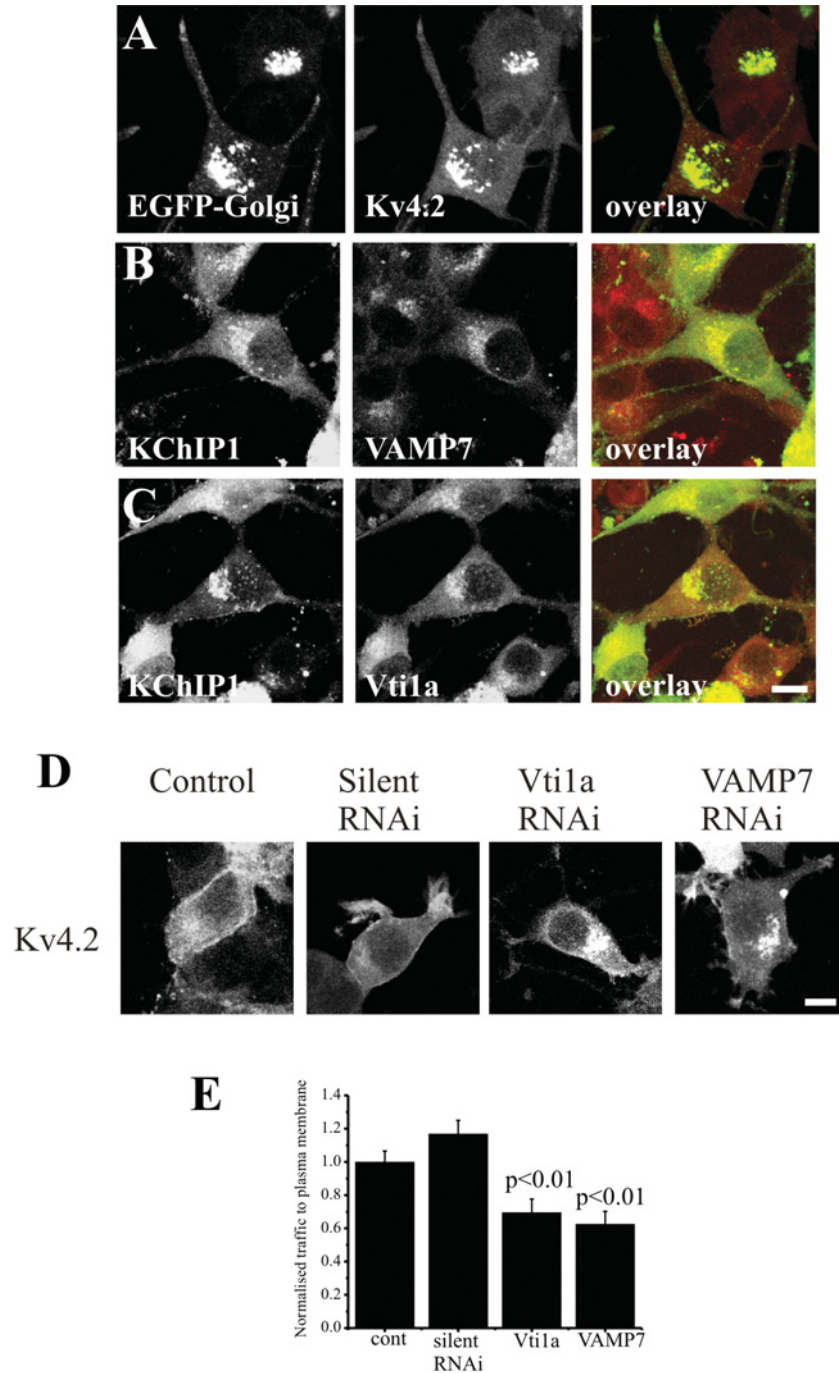 A
EGFP-Golgi
Kv4.2
overlay
B
KChIP1
VAMP7
overlay
C
KChIP1
Vti1a
overlay
D
Control
Silent
RNAi
Vti1a
RNAi
VAMP7
RNAi
Kv4.2
E
Normalised traffic to plasma membrane
1.4
1.2
1.0
0.8
0.6
0.4
0.2
0.0
p<0.01
p<0.01
cont
silent
RNAi
Vti1a
VAMP7